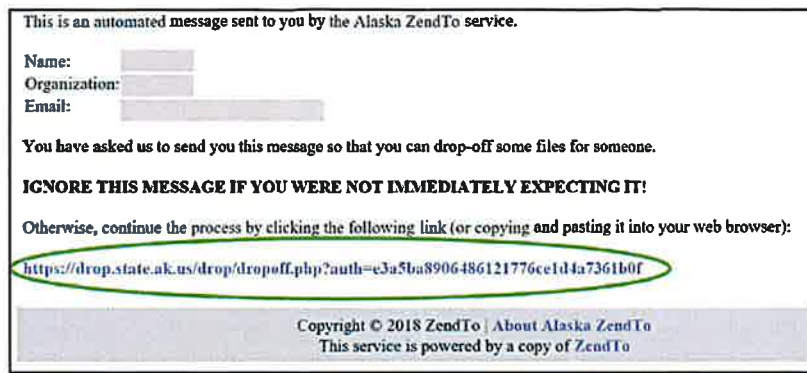 This is an automated message sent to you by the Alaska ZendTo service.
Name:
Organization:
Email:
You have asked us to send you this message so that you can drop-off some files for someone.
IGNORE THIS MESSAGE IF YOU WERE NOT IMMEDIATELY EXPECTING IT!
Otherwise, continue the process by clicking the following link (or copying and pasting it into your web browser):
https://drop.state.ak.us/drop/dropoff.php?auth=e3a5ba8906486121776ce1d4a7361b0f
Copyright © 2018 ZendTo | About Alaska ZendTo
This service is powered by a copy of ZendTo